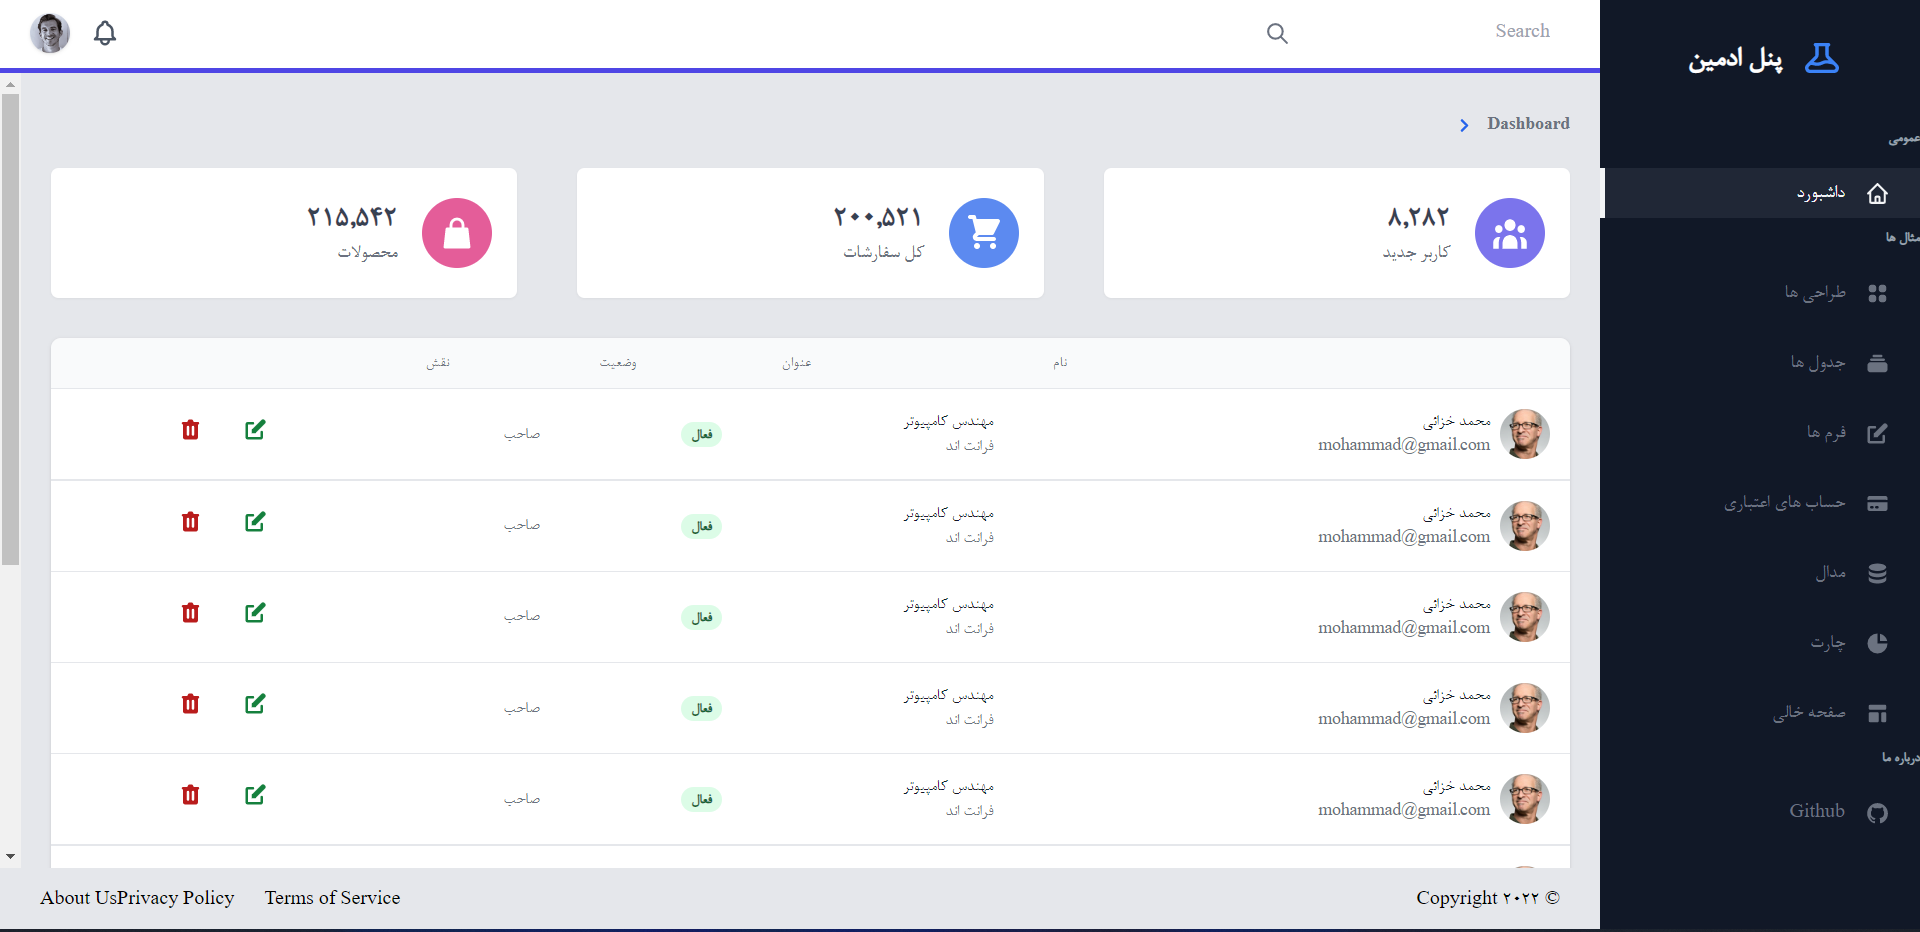 Search
پنل ادمین
عمومی
داشبورد
مثال ها
طراحی ها
جدول ها
فرم ها
حساب های اعتباری
مدال
چارت
صفحه خالی
درباره ما
Github
Dashboard
۸,۲۸۲
کاربر جدید
۲۰۰,۵۲۱
کل سفارشات
۲۱۵,۵۴۲
محصولات
نام عنوان وضعیت نقش
محمد خزائی مهندس کامپیوتر فعال صاحب
mohammad@gmail.com فرانت اند
محمد خزائی مهندس کامپیوتر فعال صاحب
mohammad@gmail.com فرانت اند
محمد خزائی مهندس کامپیوتر فعال صاحب
mohammad@gmail.com فرانت اند
محمد خزائی مهندس کامپیوتر فعال صاحب
mohammad@gmail.com فرانت اند
محمد خزائی مهندس کامپیوتر فعال صاحب
mohammad@gmail.com فرانت اند
Copyright ۲۰۲۲ ©
About UsPrivacy Policy Terms of Service